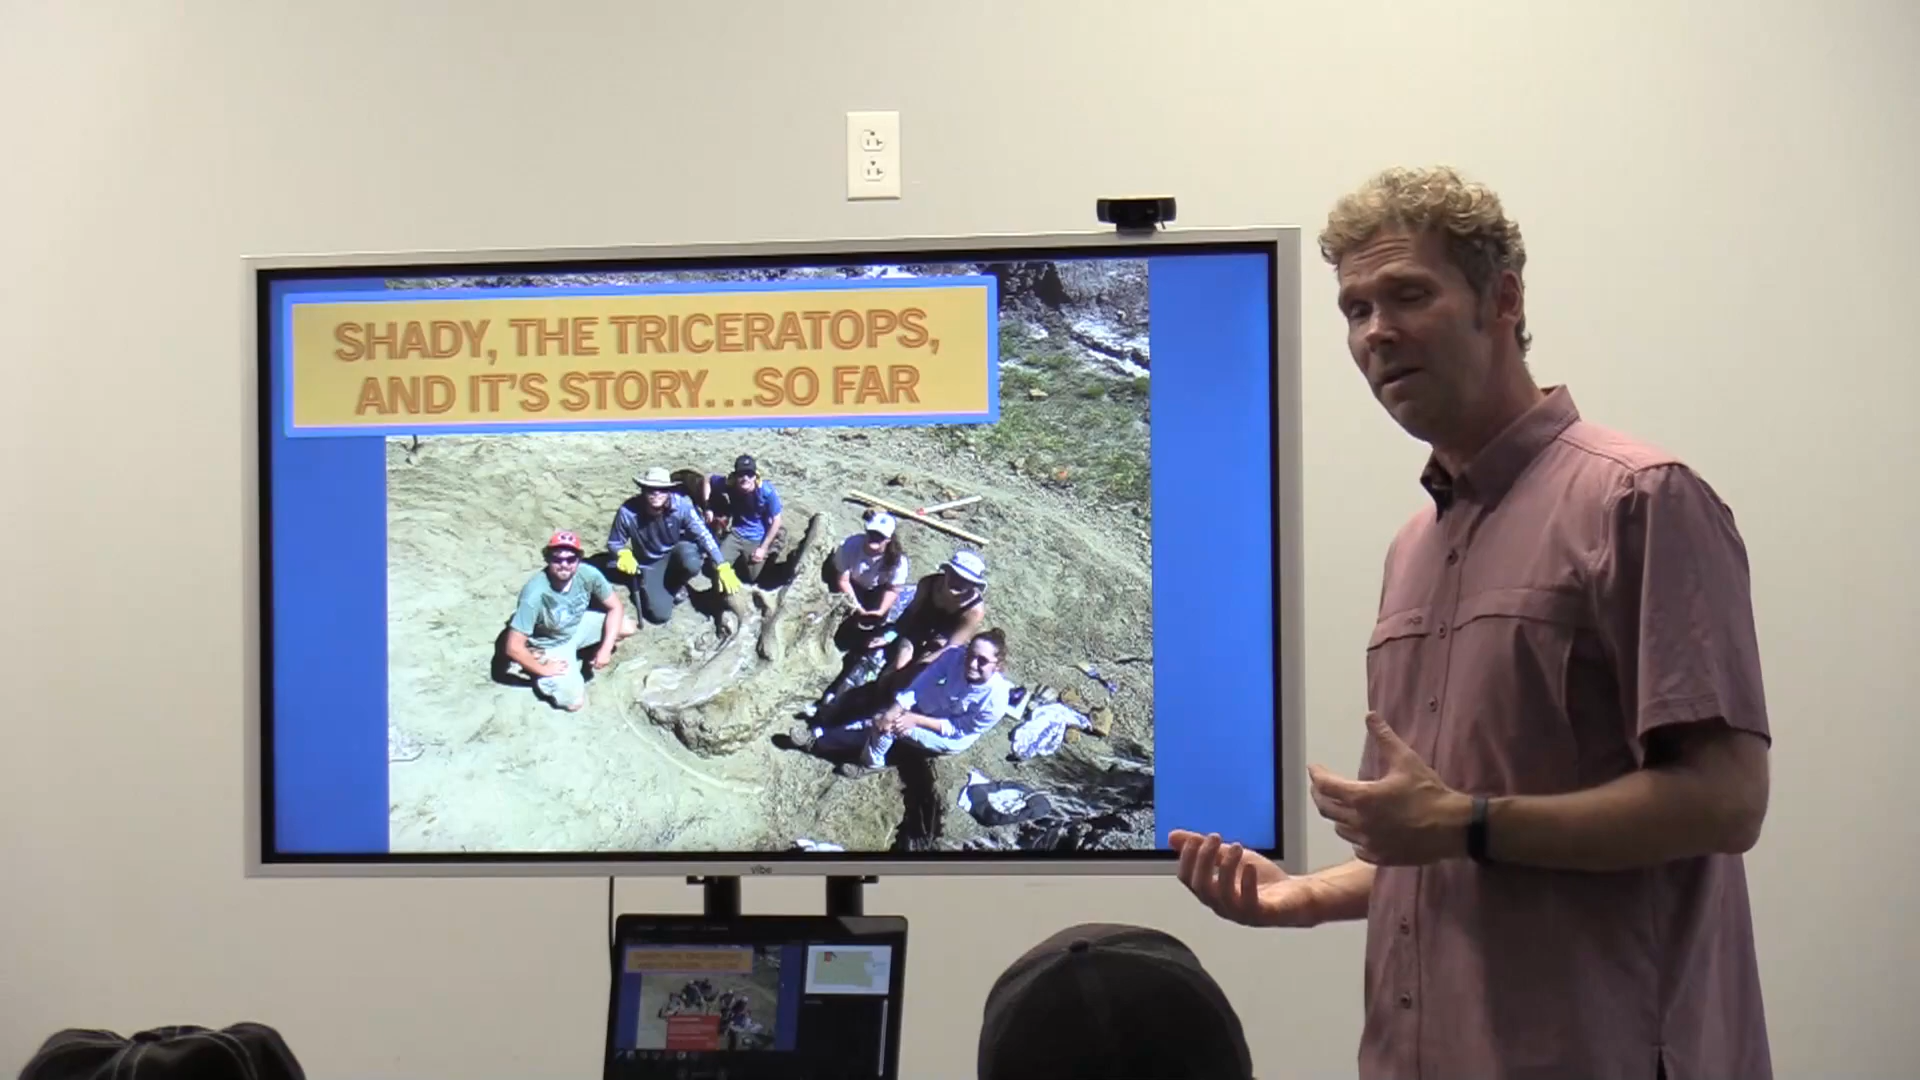 SHADY, THE TRICERATOPS,
AND IT'S STORY...SO FAR
vibe